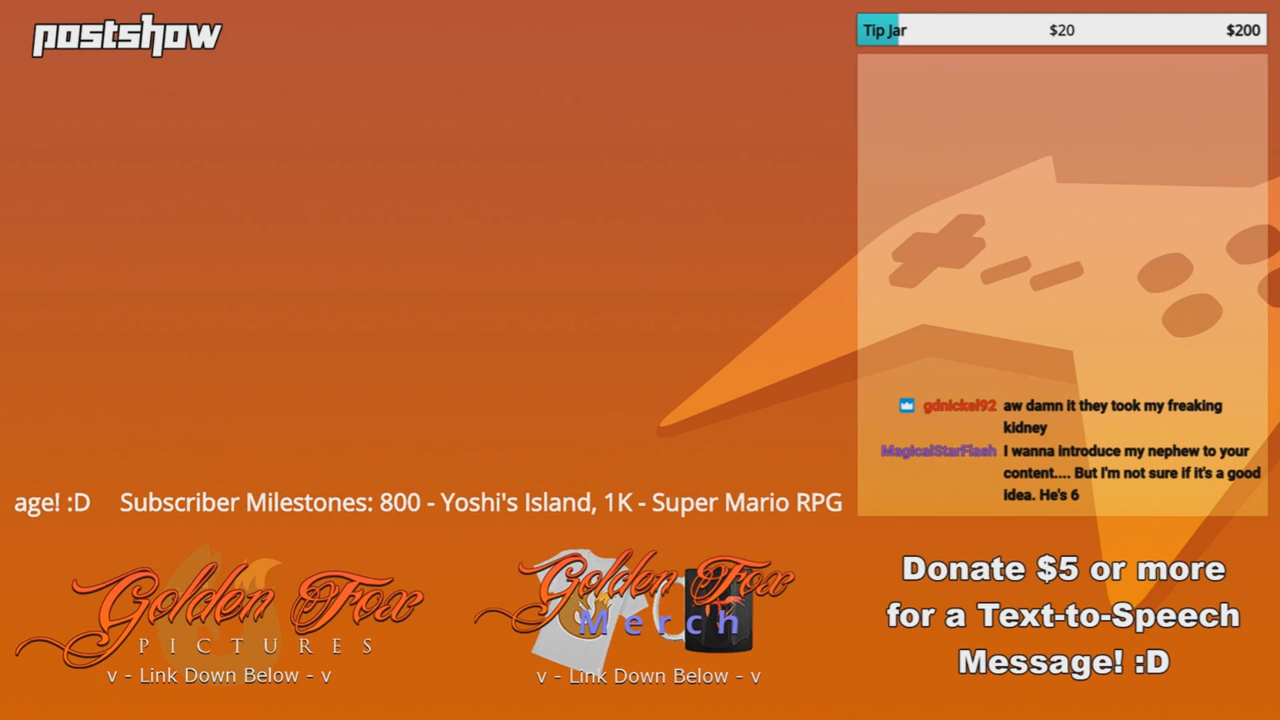 postshow
Tip Jar $20 $200
gdnickel92 aw damn it they took my freaking
kidney
MagicalStarFlash I wanna introduce my nephew to your
content.... But I'm not sure if it's a good
idea. He's 6
age! :D Subscriber Milestones: 800 - Yoshi's Island, 1K - Super Mario RPG
Golden Fox
PICTURES
v - Link Down Below - v
Golden Fox
Merch
v - Link Down Below - v
Donate $5 or more
for a Text-to-Speech
Message! :D